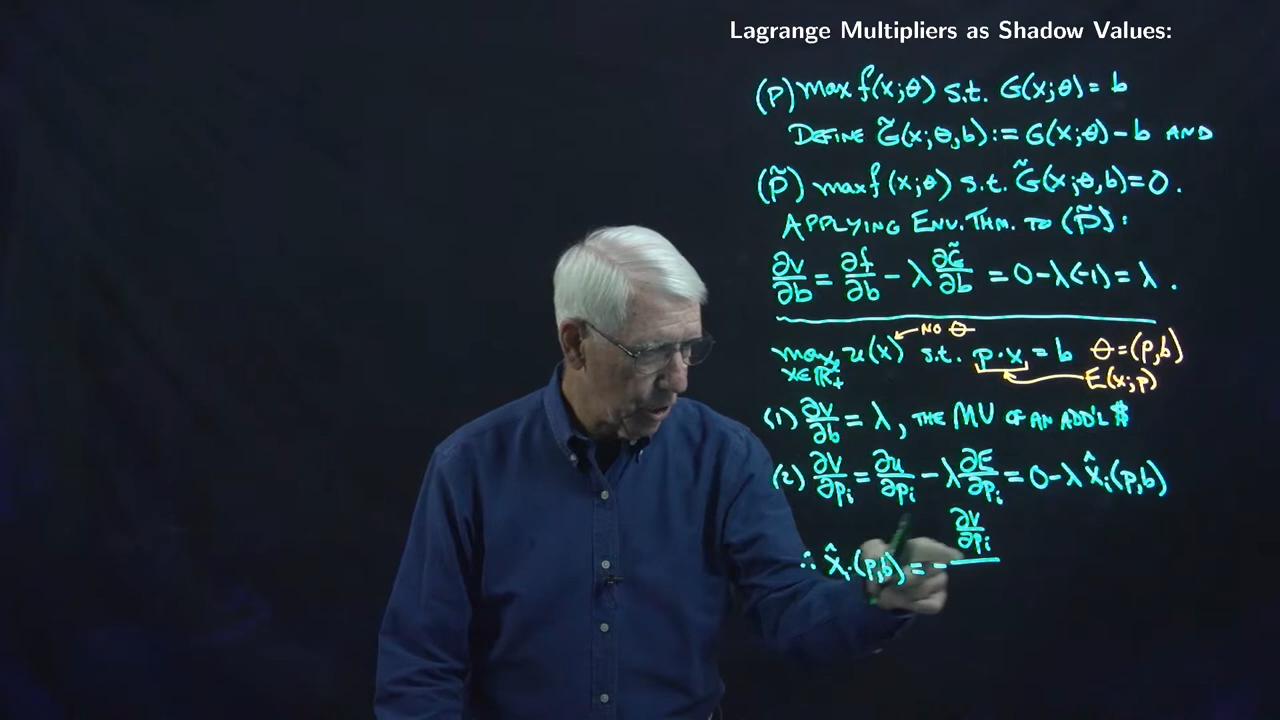 Lagrange Multipliers as Shadow Values:
(P) max f(x;θ) s.t. G(x;θ) = b
DEFINE G̃(x;θ,b) := G(x;θ) – b AND
(P̃) max f(x;θ) s.t. G̃(x;θ,b) = 0.
APPLYING ENV. THM. TO (P̃):
∂v/∂b = ∂f/∂b – λ ∂G̃/∂b = 0 – λ(-1) = λ.
← NO θ
max x∈ℝ₊ u(x) s.t. p·x = b θ = (p,b)
E(x;p)
(1) ∂v/∂b = λ, THE MV OF AN ADD'L $
(2) ∂v/∂pᵢ = ∂u/∂pᵢ – λ ∂E/∂pᵢ = 0 – λ x̂ᵢ(p,b)
∂v/∂pᵢ
∴ x̂ᵢ(p,b) = –